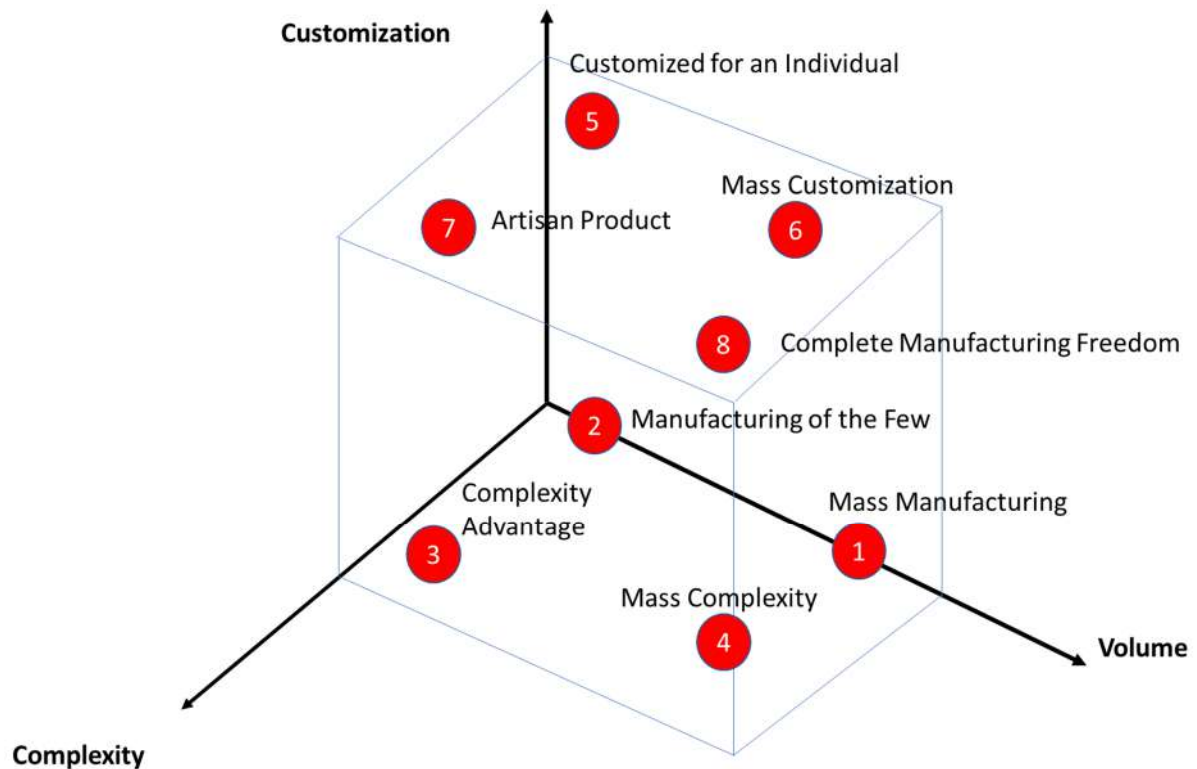 Customization
Customized for an Individual
5
Mass Customization
7
Artisan Product
6
8
Complete Manufacturing Freedom
2
Manufacturing of the Few
Complexity
Advantage
3
Mass Manufacturing
1
Mass Complexity
4
Volume
Complexity